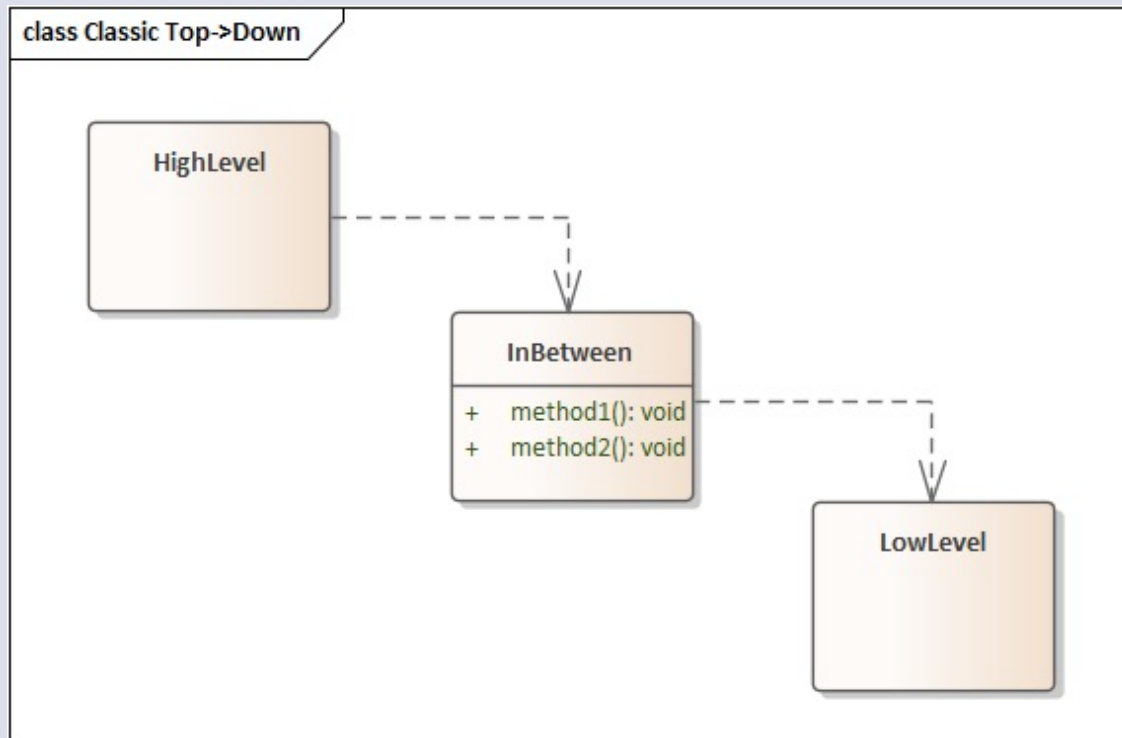 class Classic Top->Down
HighLevel
InBetween
+ method1(): void
+ method2(): void
LowLevel